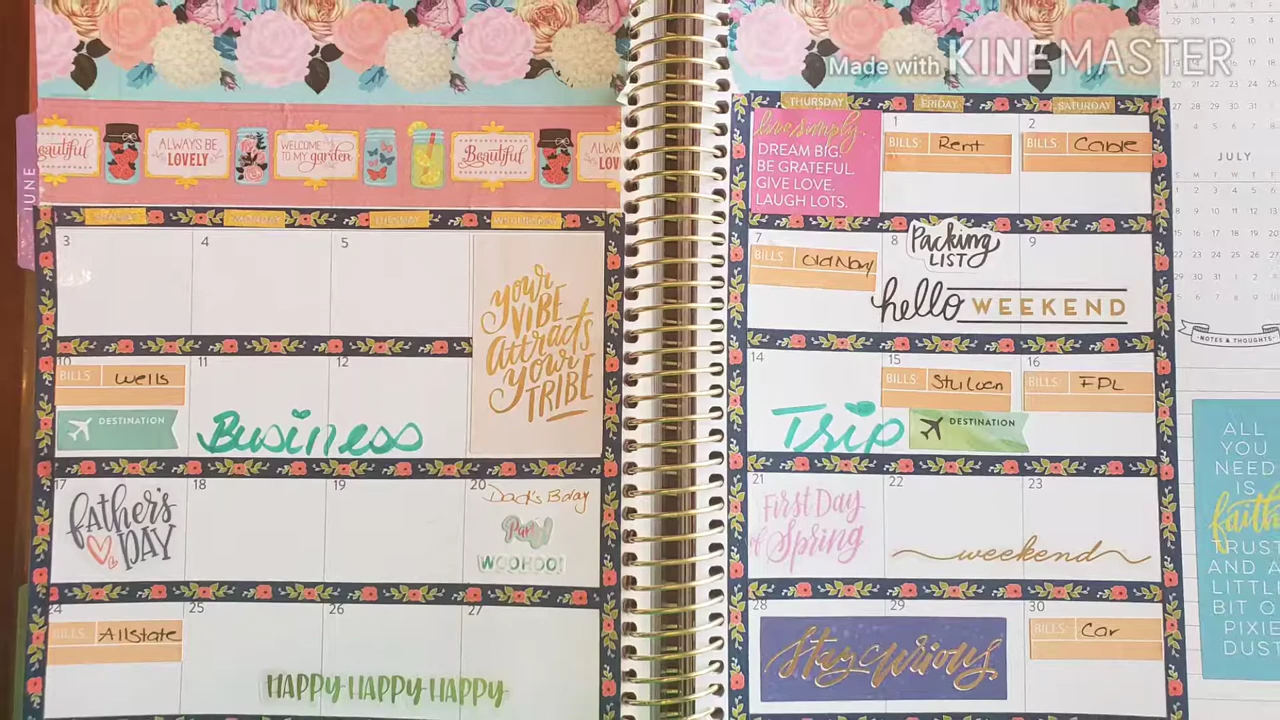 Made with KINEMASTER
Beautiful
ALWAYS BE
LOVELY
WELCOME
TO MY garden
Beautiful
JUNE
MONDAY
TUESDAY
WEDNESDAY
3
4
5
your
VIBE
Attracts
your
TRIBE
10
BILLS
Wells
DESTINATION
11
12
Business
17
father's
DAY
18
19
20
Dad's Bday
Party
WOOHOO!
24
BILLS
Allstate
25
26
27
HAPPY HAPPY HAPPY
THURSDAY
FRIDAY
SATURDAY
live simply.
DREAM BIG.
BE GRATEFUL.
GIVE LOVE.
LAUGH LOTS.
1
BILLS:
Rent
2
BILLS:
Cable
7
BILLS
Old Navy
8
Packing
LIST
9
hello WEEKEND
14
Trip
15
BILLS:
DESTINATION
16
BILLS:
FPL
21
First Day
of Spring
22
23
weekend
28
Stay curious
29
30
BILLS:
Car
JULY
NOTES & THOUGHTS
ALL
YOU
NEED
IS
faith
TRUST
AND A
LITTLE
BIT OF
PIXIE
DUST